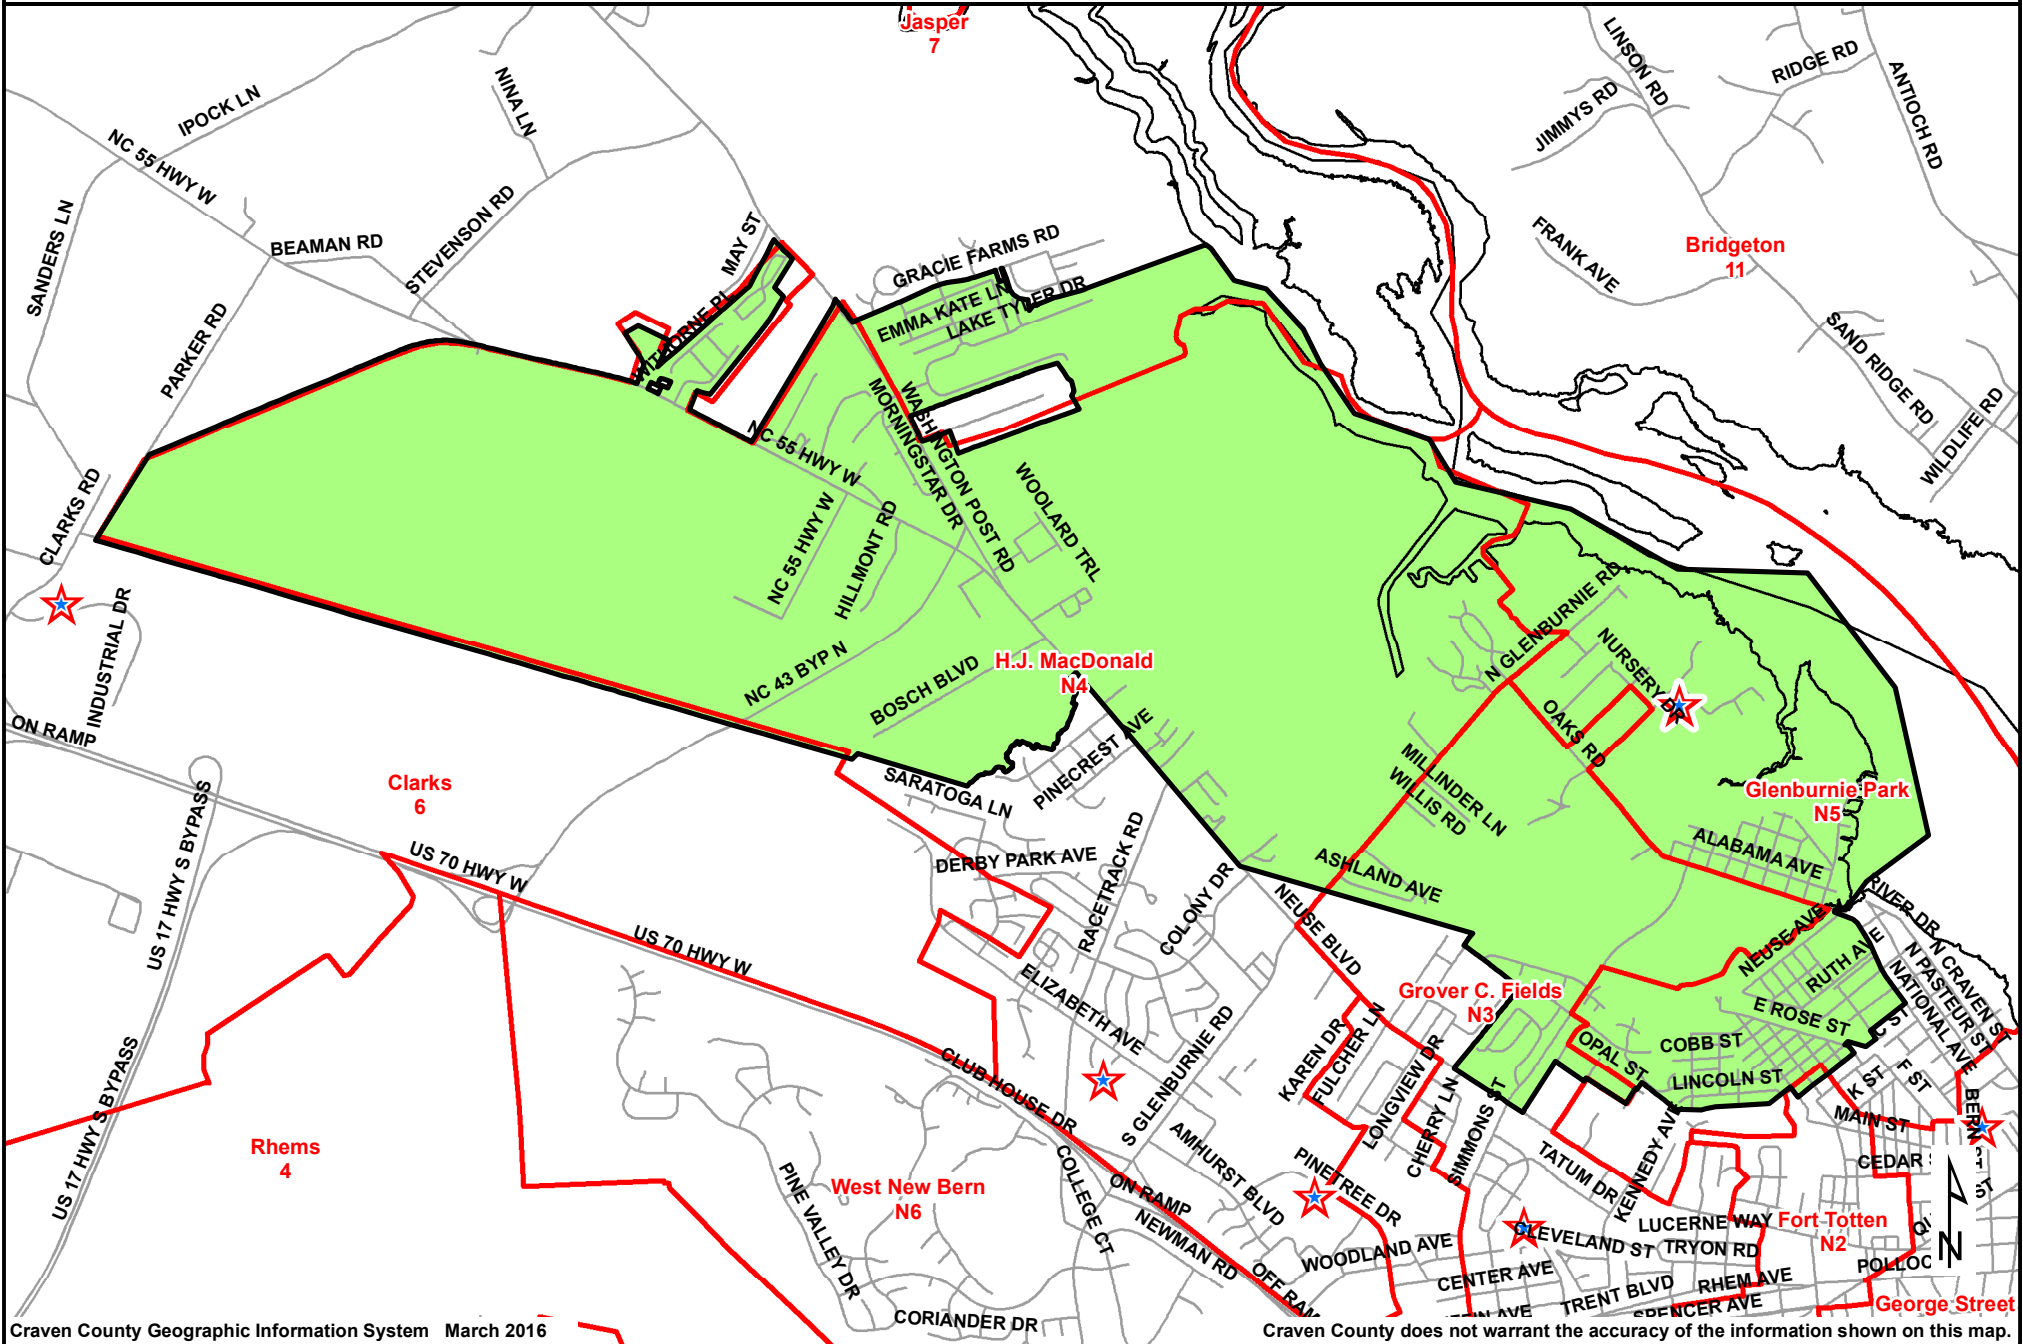 Jasper
7
LINSON RD
RIDGE RD
ANTIOCH RD
JIMMYS RD
IPOCK LN
NINA LN
NC 55 HWY W
SANDERS LN
BEAMAN RD
STEVENSON RD
MAY ST
GRACIE FARMS RD
FRANK AVE
Bridgeton
11
EMMA KATE LN
LAKE TYLER DR
PARKER RD
SAND RIDGE RD
WILDLIFE RD
WASHINGTON POST RD
MORNINGSTAR DR
NC 55 HWY W
WOOLARD TRL
NC 55 HWY W
HILLMONT RD
CLARKS RD
INDUSTRIAL DR
N GLENBURNIE RD
NURSERY DR
H.J. MacDonald
N4
NC 43 BYP N
BOSCH BLVD
OAKS RD
ON RAMP
PINECREST AVE
MILLINDER LN
WILLIS RD
Clarks
6
SARATOGA LN
Glenburnie Park
N5
US 17 HWY S BYPASS
US 70 HWY W
DERBY PARK AVE
RACETRACK RD
COLONY DR
ASHLAND AVE
ALABAMA AVE
NEUSE BLVD
RIVER DR
N CRAVEN ST
N PASTEUR ST
NATIONAL AVE
NEUSE AVE
RUTH AV
US 70 HWY W
ELIZABETH AVE
Grover C. Fields
N3
E ROSE ST
C ST
COBB ST
OPAL ST
LINCOLN ST
KAREN DR
FULCHER LN
LONGVIEW DR
CHERRY LN
SIMMONS ST
S GLENBURNIE RD
CLUB HOUSE DR
K ST
F ST
MAIN ST
BERN ST
CEDAR S
US 17 HWY S BYPASS
Rhems
4
West New Bern
N6
PINE VALLEY DR
COLLEGE CT
ON RAMP
NEWMAN RD
OFF RAM
AMHURST BLVD
PINETREE DR
TATUM DR
KENNEDY AVE
LUCERNE WAY
Fort Totten
N2
CLEVELAND ST
TRYON RD
WOODLAND AVE
CENTER AVE
TRENT BLVD
RHEM AVE
SPENCER AVE
POLLOC
N
George Street
CORIANDER DR
Craven County Geographic Information System March 2016
Craven County does not warrant the accuracy of the information shown on this map.